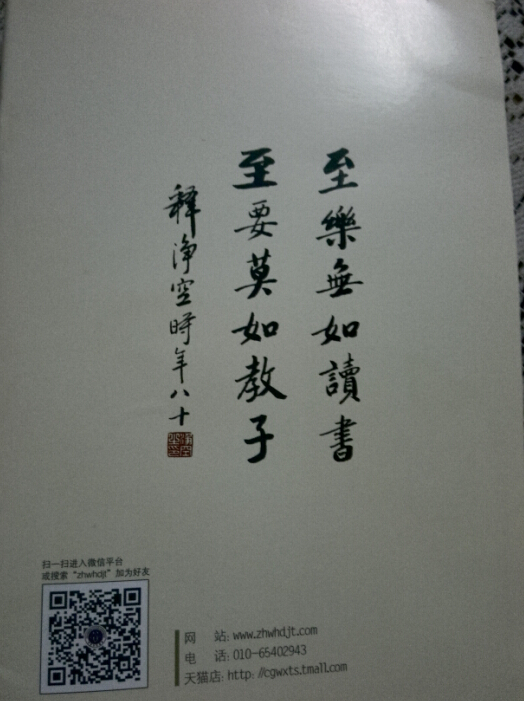 至樂無如讀書
至要莫如教子
釋淨空時年八十
扫一扫进入微信平台
或搜索“zhwhdjt”加为好友
网 站: www.zhwhdjt.com
电 话: 010-65402943
天猫店: http: //cgwxts.tmall.com